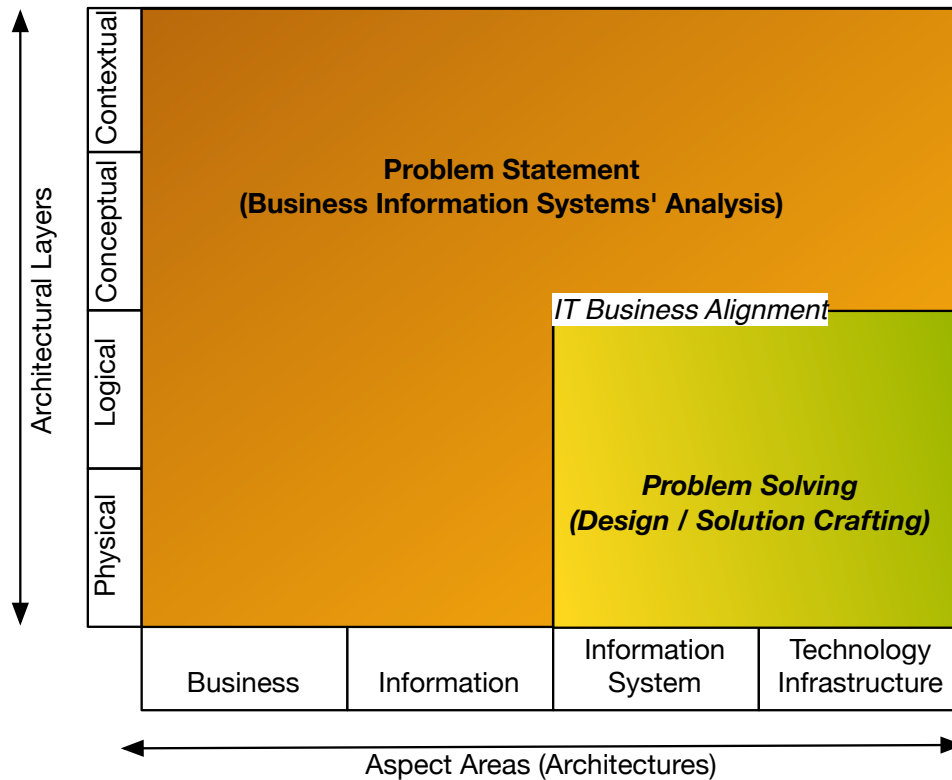 Architectural Layers
Contextual
Conceptual
Logical
Physical
Problem Statement
(Business Information Systems' Analysis)
IT Business Alignment
Problem Solving
(Design / Solution Crafting)
Business
Information
Information
System
Technology
Infrastructure
Aspect Areas (Architectures)